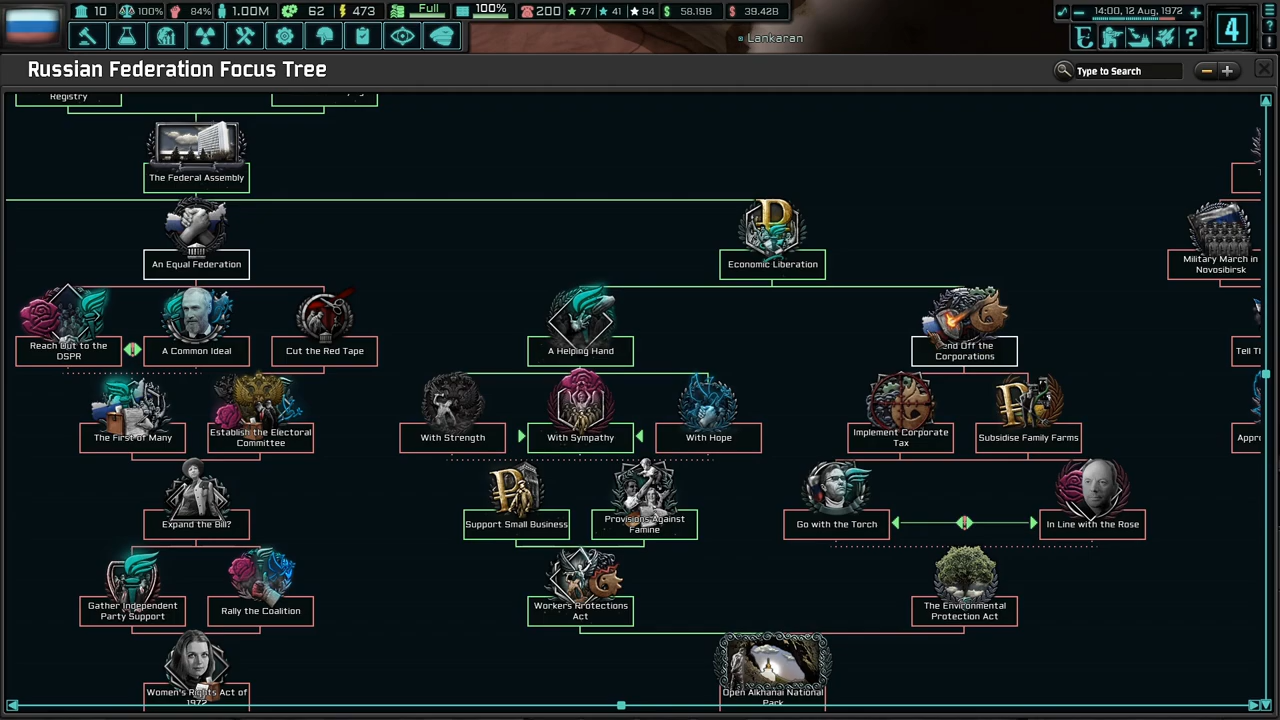 10 100% 84% 1.00M 62 473 Full 100% 200 77 41 94 58.19B 39.42B
14:00, 12 Aug, 1972
4
Lankaran
Russian Federation Focus Tree
Type to Search
Registry
The Federal Assembly
An Equal Federation
Economic Liberation
Military March in
Novosibirsk
Reach Out to the
DSPR
A Common Ideal
Cut the Red Tape
A Helping Hand
Off the
Corporations
Tell
The First of Many
Establish the Electoral
Committee
With Strength
With Sympathy
With Hope
Implement Corporate
Tax
Subsidise Family Farms
Appr
Expand the Bill?
Support Small Business
Provisions Against
Famine
Go with the Torch
In Line with the Rose
Gather Independent
Party Support
Rally the Coalition
Workers Protections
Act
The Environmental
Protection Act
Women's Rights Act of
1972
Open Alkhanai National
Park